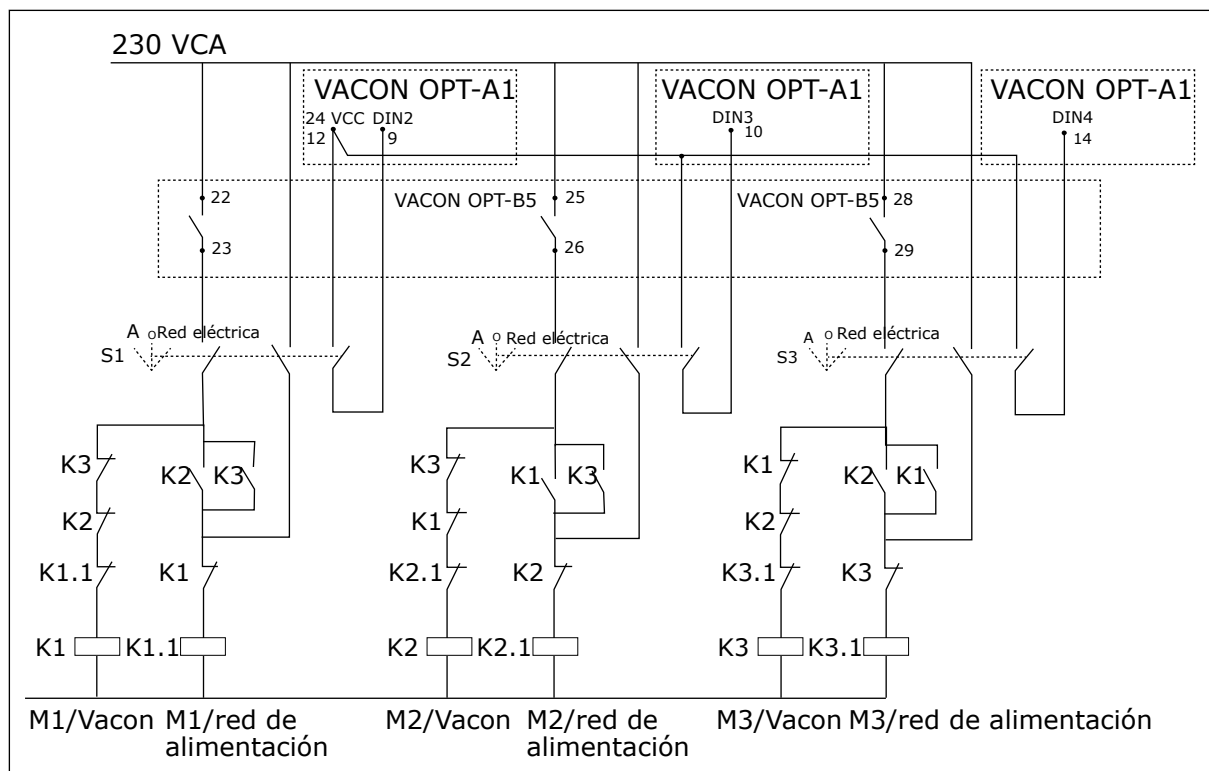 230 VCA
VACON OPT-A1
24 VCC DIN2
12 9
VACON OPT-A1
DIN3
10
VACON OPT-A1
DIN4
14
22
23
VACON OPT-B5
25
26
VACON OPT-B5
28
29
A O Red eléctrica
S1
A O Red eléctrica
S2
A O Red eléctrica
S3
K3 K2 K3
K2
K1.1 K1
K1 K1.1
K3 K1 K3
K1
K2.1 K2
K2 K2.1
K1 K2 K1
K2
K3.1 K3
K3 K3.1
M1/Vacon
M1/red de
alimentación
M2/Vacon
M2/red de
alimentación
M3/Vacon
M3/red de alimentación